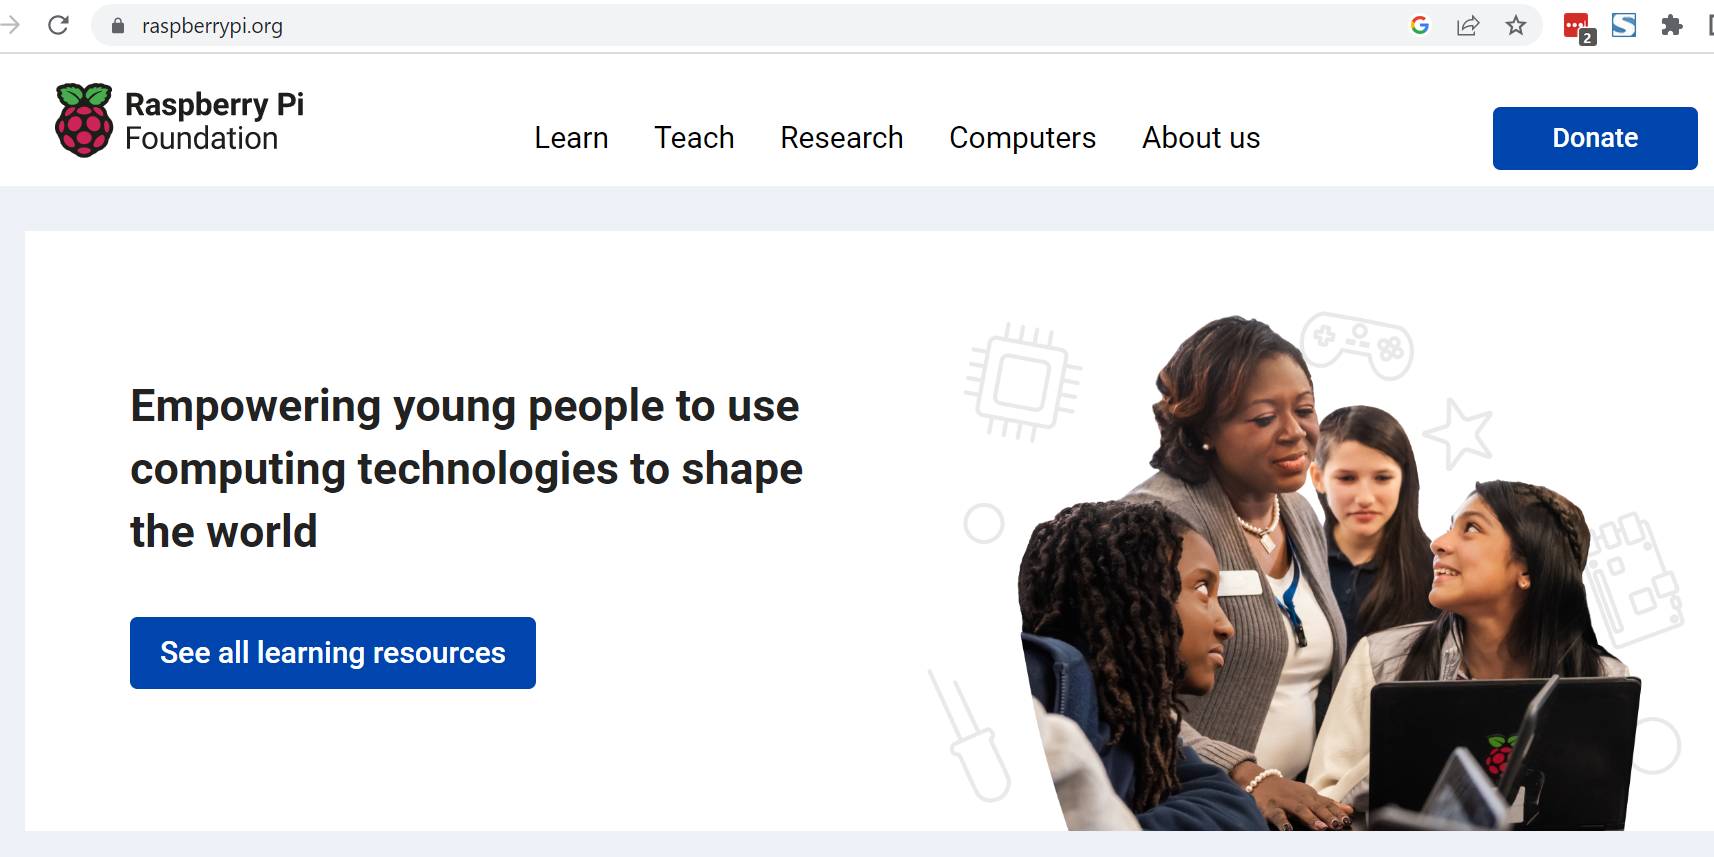 raspberrypi.org
2
Raspberry Pi
Foundation
Learn Teach Research Computers About us
Donate
Empowering young people to use
computing technologies to shape
the world
See all learning resources